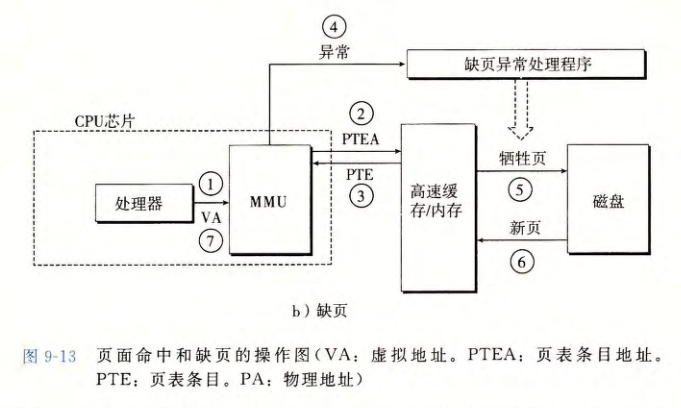 ④
异常
缺页异常处理程序
CPU芯片
②
PTEA
PTE
③
处理器
①
VA
⑦
MMU
高速缓
存/内存
牺牲页
⑤
新页
⑥
磁盘
b）缺页
图 9-13 页面命中和缺页的操作图(VA：虚拟地址。PTEA：页表条目地址。
PTE：页表条目。PA：物理地址)